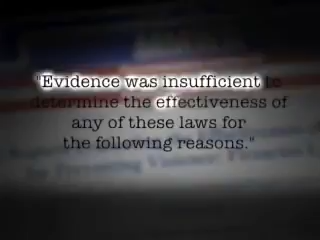 "Evidence was insufficient to
determine the effectiveness of
any of these laws for
the following reasons."